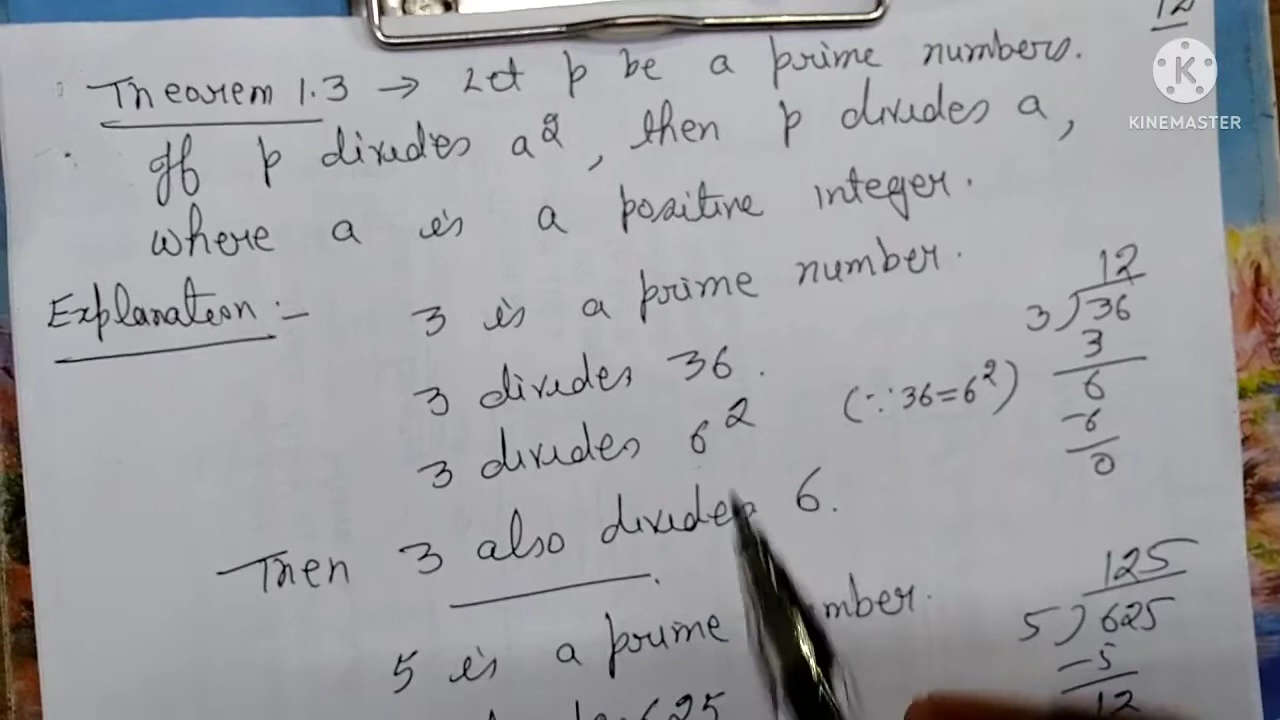 12
Theorem 1.3 → Let p be a prime numbers.
If p divides a², then p divides a,
where a is a positive integer.
Explanation :-
3 is a prime number.
3 divides 36.
3 divides 6² (∵ 36=6²)
Then 3 also divides 6.
5 is a prime
625
12
3)36
3
6
-6
0
125
5)625
-5
12
K
KINEMASTER